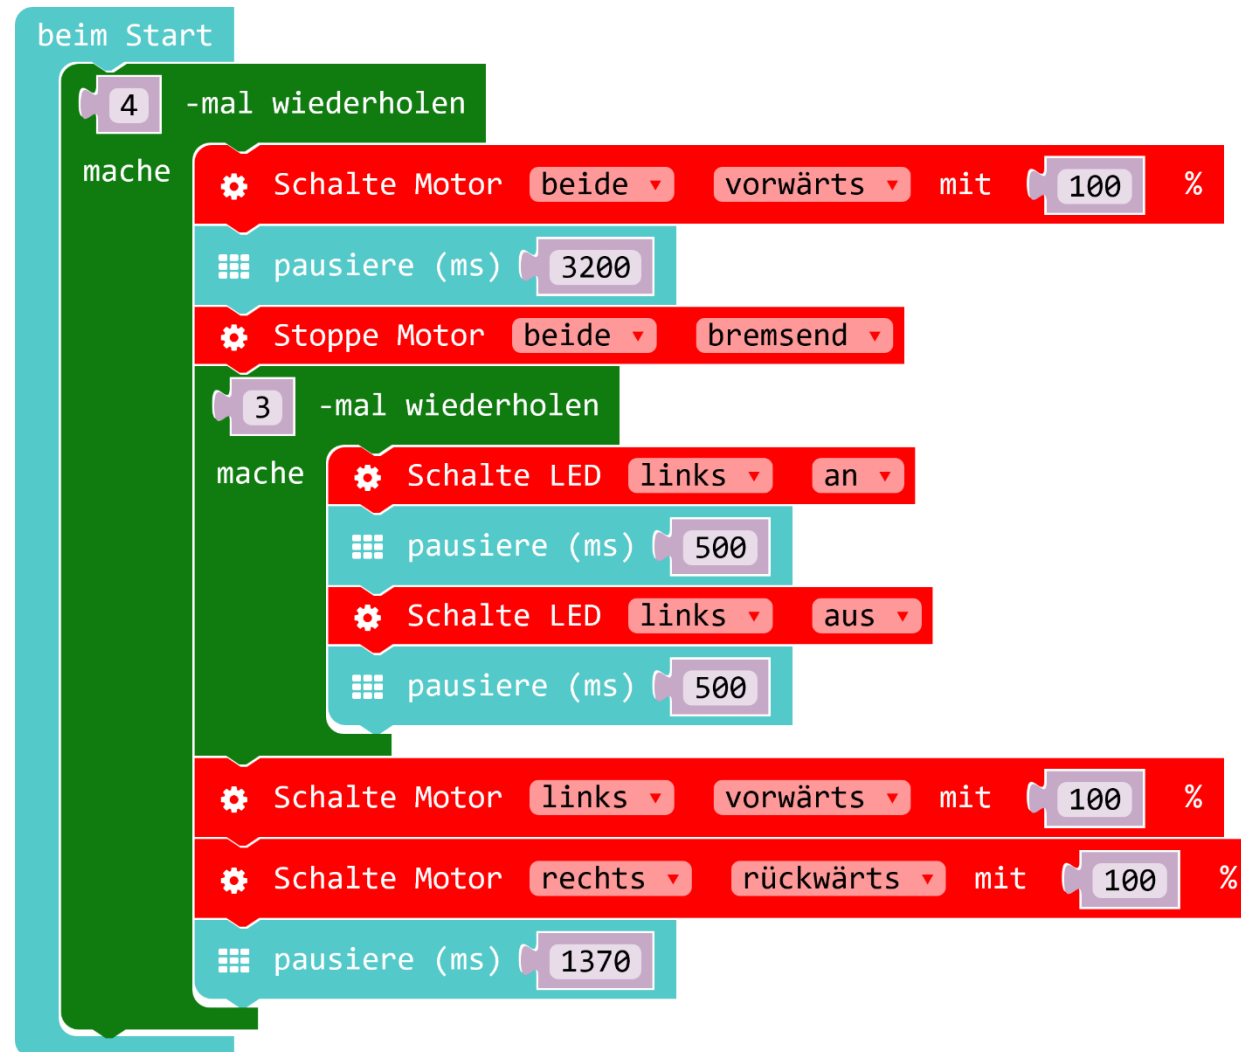 beim Start
4 -mal wiederholen
mache
Schalte Motor beide vorwärts mit 100 %
pausiere (ms) 3200
Stoppe Motor beide bremsend
3 -mal wiederholen
mache
Schalte LED links an
pausiere (ms) 500
Schalte LED links aus
pausiere (ms) 500
Schalte Motor links vorwärts mit 100 %
Schalte Motor rechts rückwärts mit 100 %
pausiere (ms) 1370